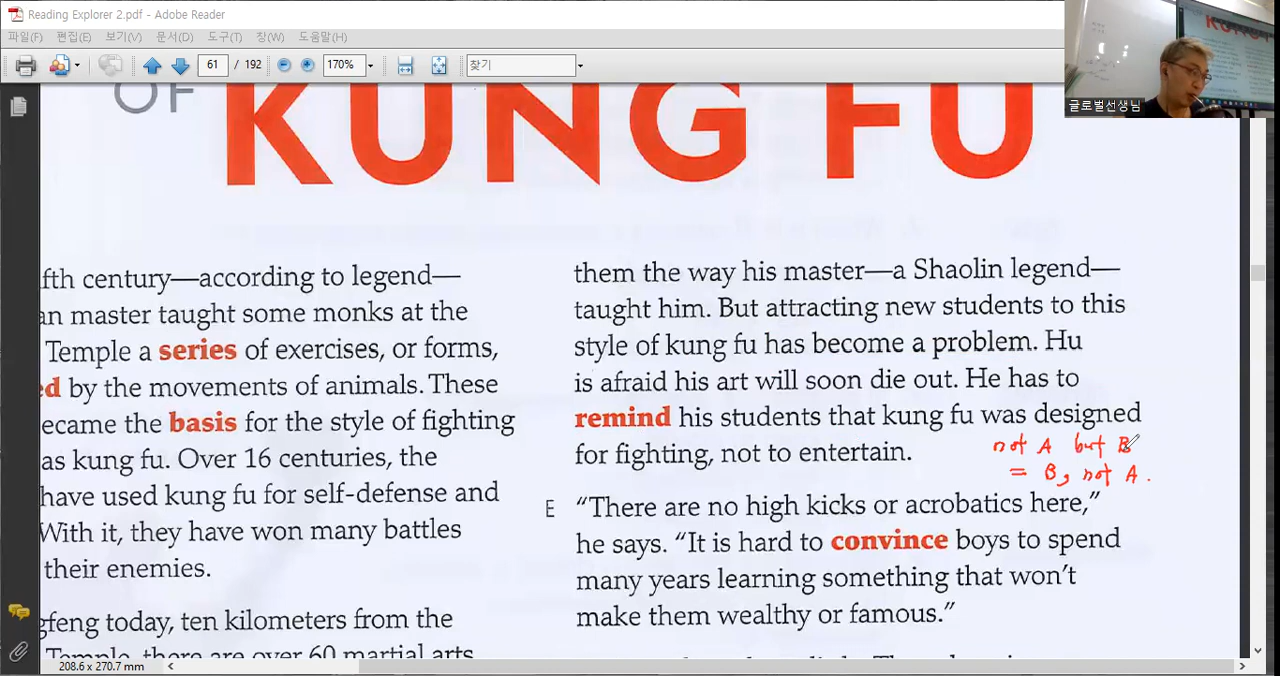 Reading Explorer 2.pdf - Adobe Reader
파일(F) 편집(E) 보기(V) 문서(D) 도구(T) 창(W) 도움말(H)
61 / 192 170% 찾기
글로벌선생님
OF KUNG FU
fth century—according to legend—
an master taught some monks at the
Temple a series of exercises, or forms,
ed by the movements of animals. These
ecame the basis for the style of fighting
as kung fu. Over 16 centuries, the
have used kung fu for self-defense and
With it, they have won many battles
their enemies.
gfeng today, ten kilometers from the
Temple, there are over 60 martial arts
them the way his master—a Shaolin legend—
taught him. But attracting new students to this
style of kung fu has become a problem. Hu
is afraid his art will soon die out. He has to
remind his students that kung fu was designed
for fighting, not to entertain.
not A but B
= B, not A.
E "There are no high kicks or acrobatics here,"
he says. "It is hard to convince boys to spend
many years learning something that won't
make them wealthy or famous."
208.6 x 270.7 mm